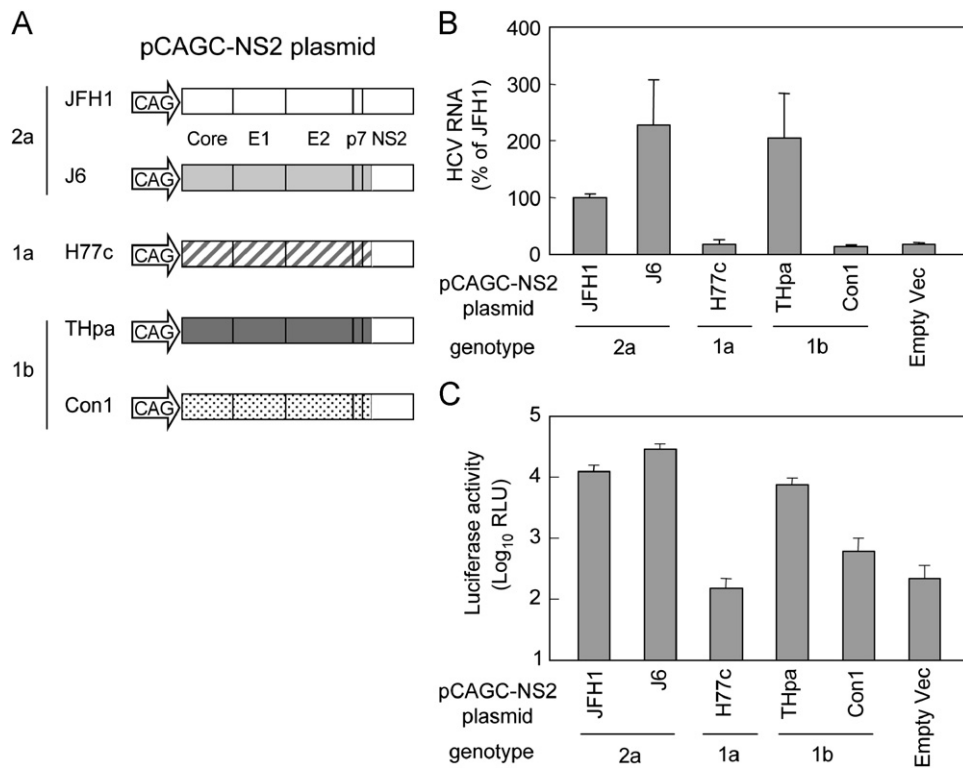 A
pCAGC-NS2 plasmid
2a
JFH1
CAG
Core E1 E2 p7 NS2
J6
CAG
1a
H77c
CAG
1b
THpa
CAG
Con1
CAG
B
HCV RNA
(% of JFH1)
400
300
200
100
0
pCAGC-NS2
plasmid
JFH1
J6
H77c
THpa
Con1
Empty Vec
genotype
2a
1a
1b
C
Luciferase activity
(Log₁₀ RLU)
5
4
3
2
1
pCAGC-NS2
plasmid
JFH1
J6
H77c
THpa
Con1
Empty Vec
genotype
2a
1a
1b